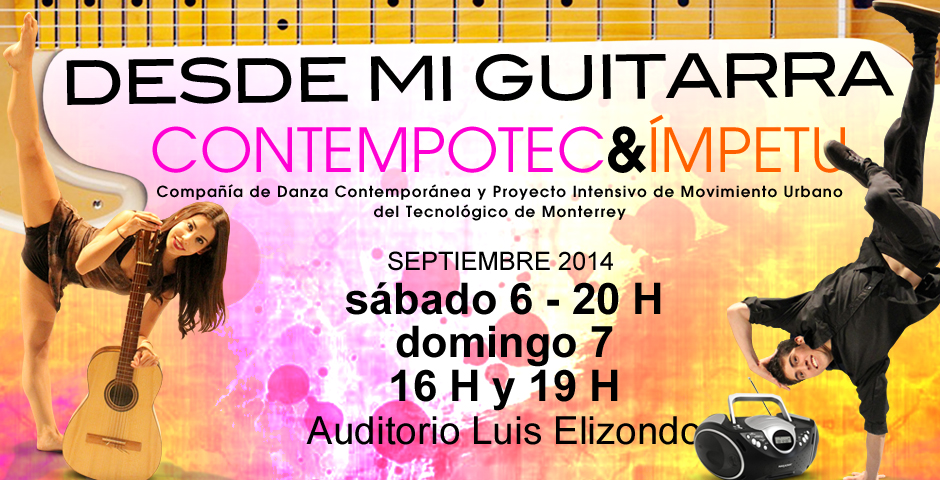 DESDE MI GUITARRA
CONTEMPOTEC&ÍMPETU
Compañía de Danza Contemporánea y Proyecto Intensivo de Movimiento Urbano
del Tecnológico de Monterrey
SEPTIEMBRE 2014
sábado 6 - 20 H
domingo 7
16 H y 19 H
Auditorio Luis Elizondo